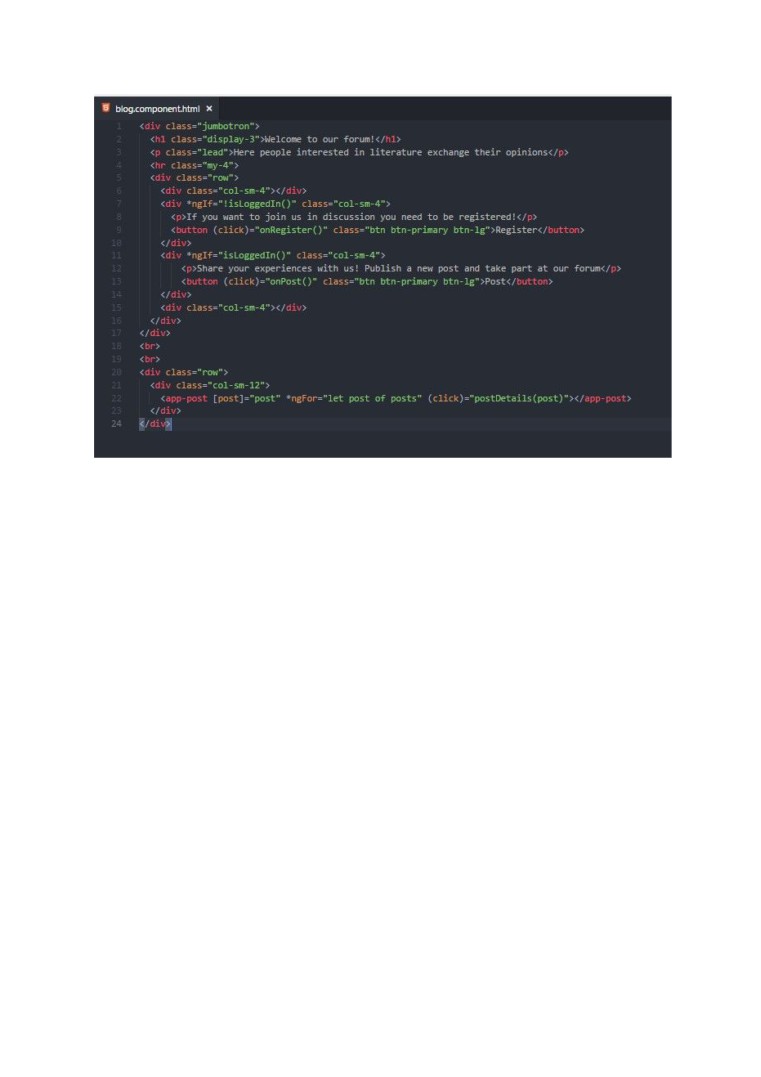 blog.component.html ×
1 <div class="jumbotron">
2   <h1 class="display-3">Welcome to our forum!</h1>
3   <p class="lead">Here people interested in literature exchange their opinions</p>
4   <hr class="my-4">
5   <div class="row">
6     <div class="col-sm-4"></div>
7     <div *ngIf="!isLoggedIn()" class="col-sm-4">
8       <p>If you want to join us in discussion you need to be registered!</p>
9       <button (click)="onRegister()" class="btn btn-primary btn-lg">Register</button>
10     </div>
11     <div *ngIf="isLoggedIn()" class="col-sm-4">
12         <p>Share your experiences with us! Publish a new post and take part at our forum</p>
13         <button (click)="onPost()" class="btn btn-primary btn-lg">Post</button>
14     </div>
15     <div class="col-sm-4"></div>
16   </div>
17 </div>
18 <br>
19 <br>
20 <div class="row">
21   <div class="col-sm-12">
22     <app-post [post]="post" *ngFor="let post of posts" (click)="postDetails(post)"></app-post>
23   </div>
24 </div>